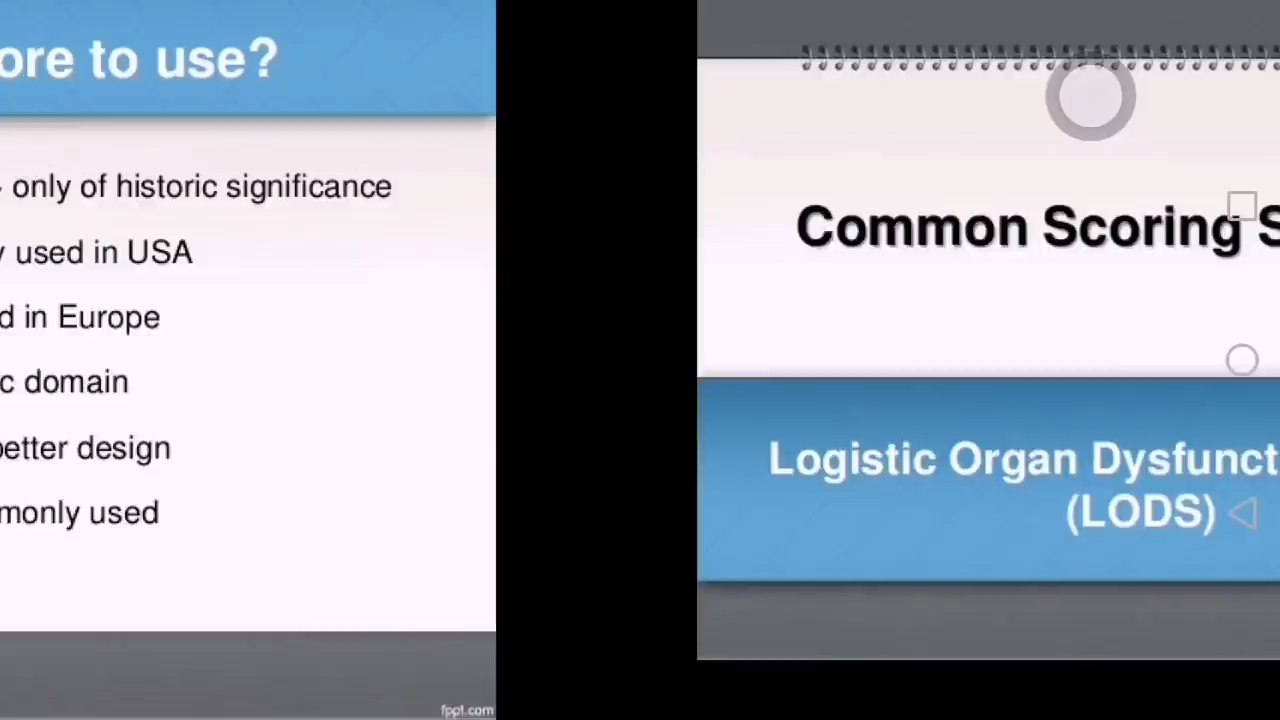 ore to use?
only of historic significance
y used in USA
d in Europe
c domain
better design
monly used
fppt.com
Common Scoring S
Logistic Organ Dysfunct
(LODS)